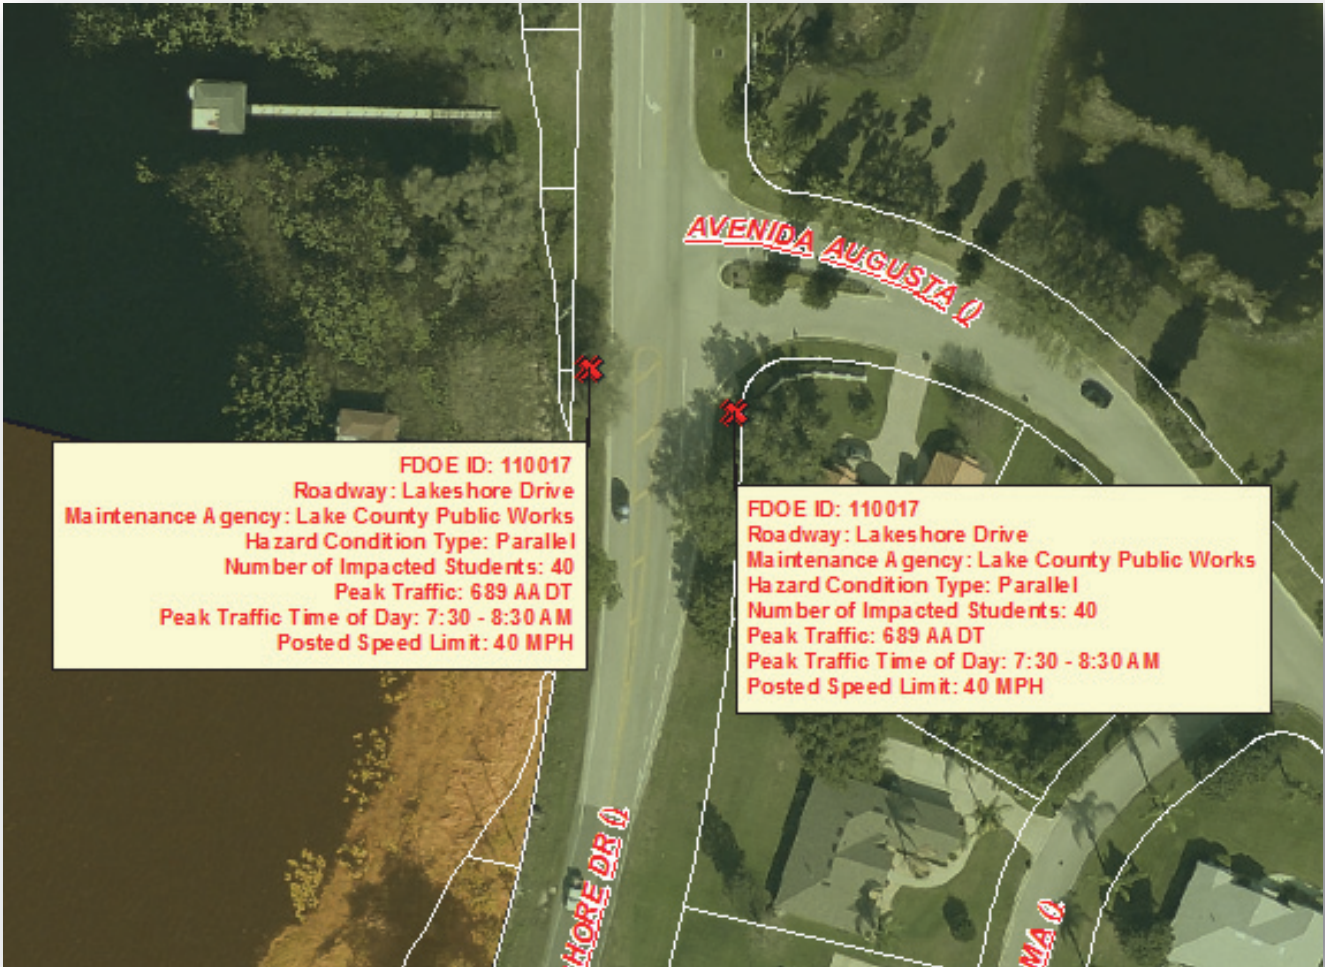 AVENIDA AUGUSTA
FDOE ID: 110017
Roadway: Lakeshore Drive
Maintenance Agency: Lake County Public Works
Hazard Condition Type: Parallel
Number of Impacted Students: 40
Peak Traffic: 689 AADT
Peak Traffic Time of Day: 7:30 - 8:30 AM
Posted Speed Limit: 40 MPH
FDOE ID: 110017
Roadway: Lakeshore Drive
Maintenance Agency: Lake County Public Works
Hazard Condition Type: Parallel
Number of Impacted Students: 40
Peak Traffic: 689 AADT
Peak Traffic Time of Day: 7:30 - 8:30 AM
Posted Speed Limit: 40 MPH
HORE DR
MA